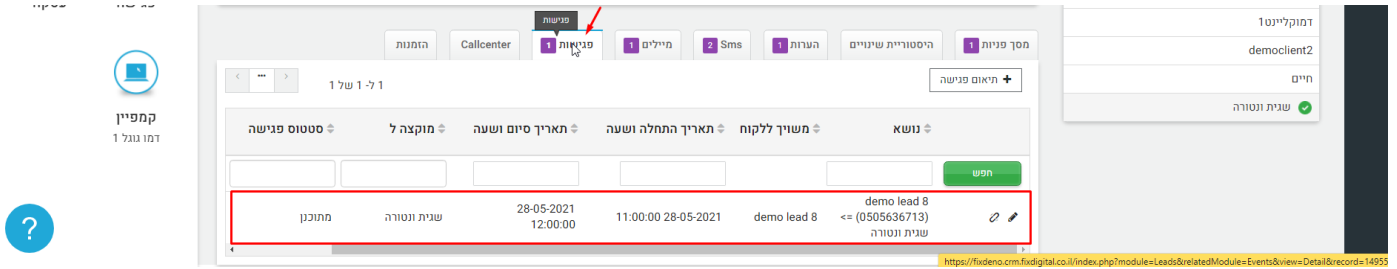 פגישה
עסקה
דמוקליינט1
democlient2
חיים
שגית ונטורה
פגישות
מסך פניות 1
היסטוריית שינויים
הערות 1
Sms 2
מיילים 1
פגישות 1
Callcenter
הזמנות
+ תיאום פגישה
1 ל- 1 של 1
נושא
משויך ללקוח
תאריך התחלה ושעה
תאריך סיום ושעה
מוקצה ל
סטטוס פגישה
חפש
demo lead 8
(0505636713) =>
שגית ונטורה
demo lead 8
28-05-2021 11:00:00
28-05-2021
12:00:00
שגית ונטורה
מתוכנן
קמפיין
דמו גוגל 1
?
https://fixdeno.crm.fixdigital.co.il/index.php?module=Leads&relatedModule=Events&view=Detail&record=14955